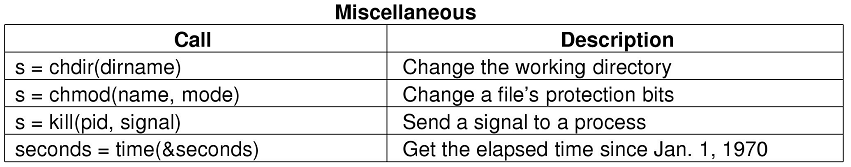 Miscellaneous
Call Description
s = chdir(dirname) Change the working directory
s = chmod(name, mode) Change a file's protection bits
s = kill(pid, signal) Send a signal to a process
seconds = time(&seconds) Get the elapsed time since Jan. 1, 1970